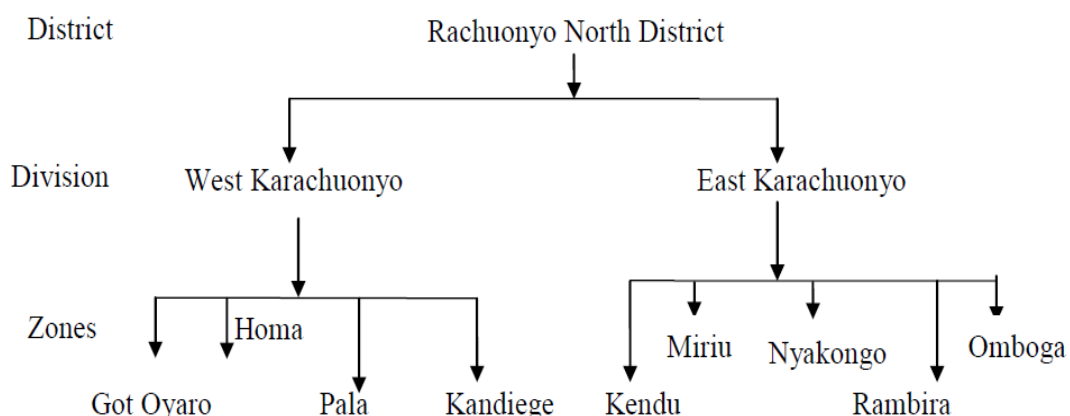 District Rachuonyo North District
Division West Karachuonyo East Karachuonyo
Zones Homa Miriu Nyakongo Omboga
Got Oyaro Pala Kandiege Kendu Rambira